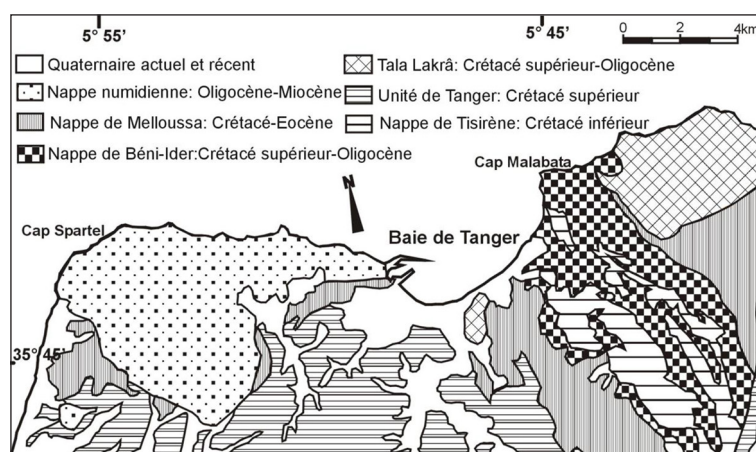 5° 55'
5° 45'
0 2 4km
Quaternaire actuel et récent
Tala Lakrâ: Crétacé supérieur-Oligocène
Nappe numidienne: Oligocène-Miocène
Unité de Tanger: Crétacé supérieur
Nappe de Melloussa: Crétacé-Eocène
Nappe de Tisirène: Crétacé inférieur
Nappe de Béni-Ider:Crétacé supérieur-Oligocène
Cap Malabata
N
Cap Spartel
Baie de Tanger
35° 45'